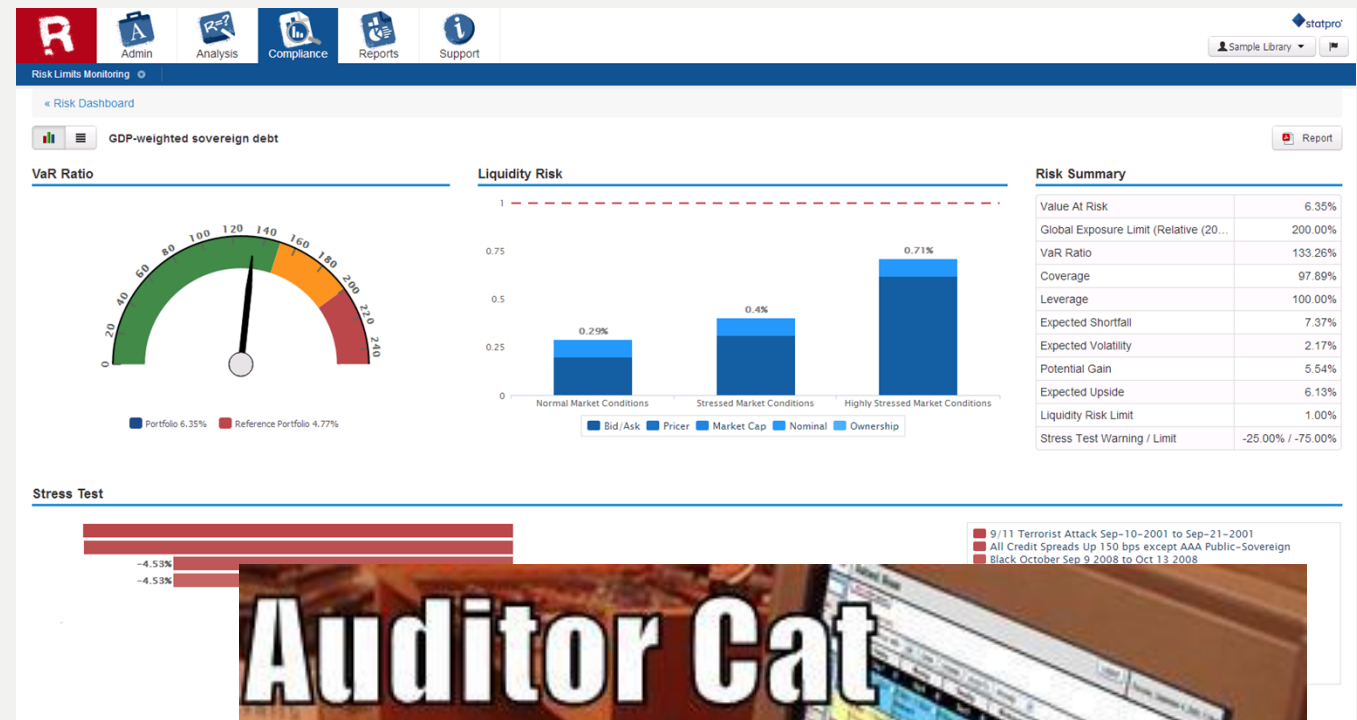 statpro
R
A
R=?
i
Admin
Analysis
Compliance
Reports
Support
Sample Library
Risk Limits Monitoring
« Risk Dashboard
GDP-weighted sovereign debt
Report
VaR Ratio
0
20
40
60
80
100
120
140
160
180
200
220
240
Portfolio 6.35% Reference Portfolio 4.77%
Liquidity Risk
1
0.75
0.5
0.25
0
0.29%
0.4%
0.71%
Normal Market Conditions Stressed Market Conditions Highly Stressed Market Conditions
Bid/Ask Pricer Market Cap Nominal Ownership
Risk Summary
Value At Risk 6.35%
Global Exposure Limit (Relative (20... 200.00%
VaR Ratio 133.26%
Coverage 97.89%
Leverage 100.00%
Expected Shortfall 7.37%
Expected Volatility 2.17%
Potential Gain 5.54%
Expected Upside 6.13%
Liquidity Risk Limit 1.00%
Stress Test Warning / Limit -25.00% / -75.00%
Stress Test
-4.53%
-4.53%
9/11 Terrorist Attack Sep-10-2001 to Sep-21-2001
All Credit Spreads Up 150 bps except AAA Public-Sovereign
Black October Sep 9 2008 to Oct 13 2008
Auditor Cat